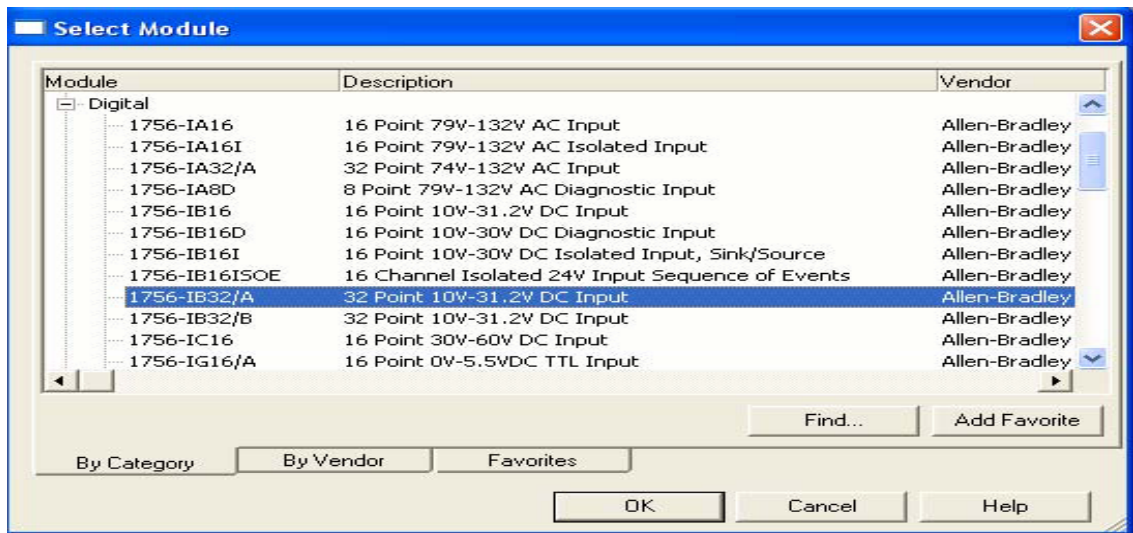 Select Module
Module Description Vendor
Digital
1756-IA16 16 Point 79V-132V AC Input Allen-Bradley
1756-IA16I 16 Point 79V-132V AC Isolated Input Allen-Bradley
1756-IA32/A 32 Point 74V-132V AC Input Allen-Bradley
1756-IA8D 8 Point 79V-132V AC Diagnostic Input Allen-Bradley
1756-IB16 16 Point 10V-31.2V DC Input Allen-Bradley
1756-IB16D 16 Point 10V-30V DC Diagnostic Input Allen-Bradley
1756-IB16I 16 Point 10V-30V DC Isolated Input, Sink/Source Allen-Bradley
1756-IB16ISOE 16 Channel Isolated 24V Input Sequence of Events Allen-Bradley
1756-IB32/A 32 Point 10V-31.2V DC Input Allen-Bradley
1756-IB32/B 32 Point 10V-31.2V DC Input Allen-Bradley
1756-IC16 16 Point 30V-60V DC Input Allen-Bradley
1756-IG16/A 16 Point 0V-5.5VDC TTL Input Allen-Bradley
Find... Add Favorite
By Category By Vendor Favorites
OK Cancel Help